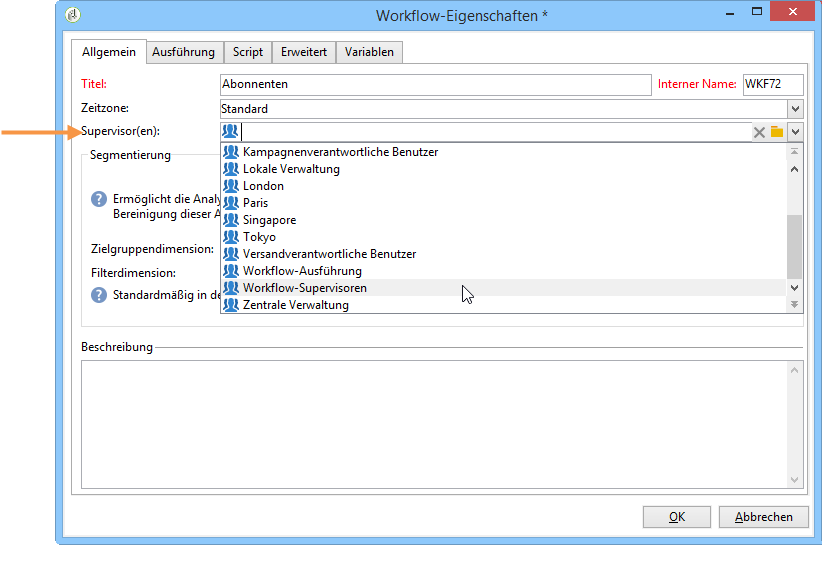 Workflow-Eigenschaften *
Allgemein Ausführung Script Erweitert Variablen
Titel: Abonnenten Interner Name: WKF72
Zeitzone: Standard
Supervisor(en):
Segmentierung
Kampagnenverantwortliche Benutzer
Lokale Verwaltung
London
Paris
Singapore
Tokyo
Versandverantwortliche Benutzer
Workflow-Ausführung
Workflow-Supervisoren
Zentrale Verwaltung
Ermöglicht die Analy
Bereinigung dieser A
Zielgruppendimension:
Filterdimension:
Standardmäßig in de
Beschreibung
OK Abbrechen